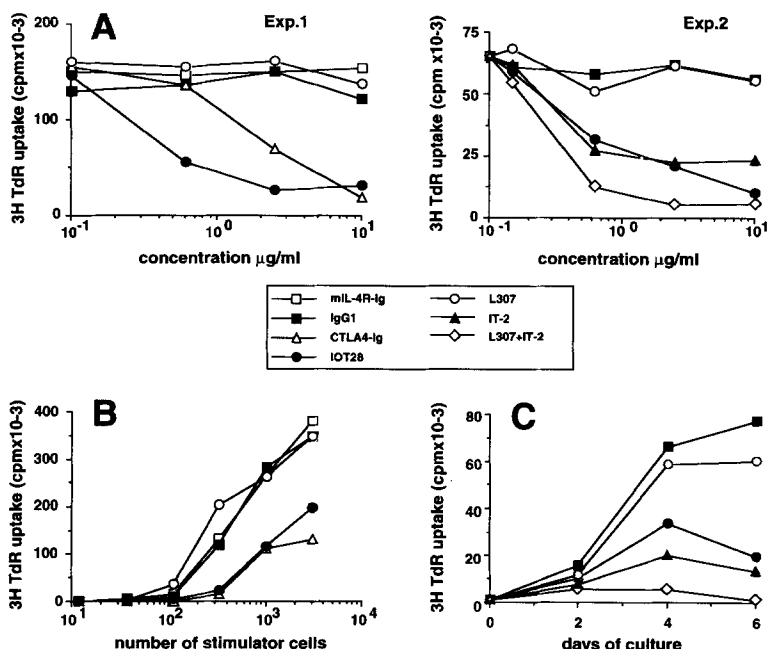 A
Exp.1
3H TdR uptake (cpmx10-3)
200
100
0
10-1
100
101
concentration µg/ml
Exp.2
3H TdR uptake (cpm x10-3)
75
50
25
0
10-1
100
101
concentration µg/ml
mIL-4R-Ig
IgG1
CTLA4-Ig
IOT28
L307
IT-2
L307+IT-2
B
3H TdR uptake (cpmx10-3)
400
300
200
100
0
101
102
103
104
number of stimulator cells
C
3H TdR uptake (cpmx10-3)
80
60
40
20
0
0
2
4
6
days of culture